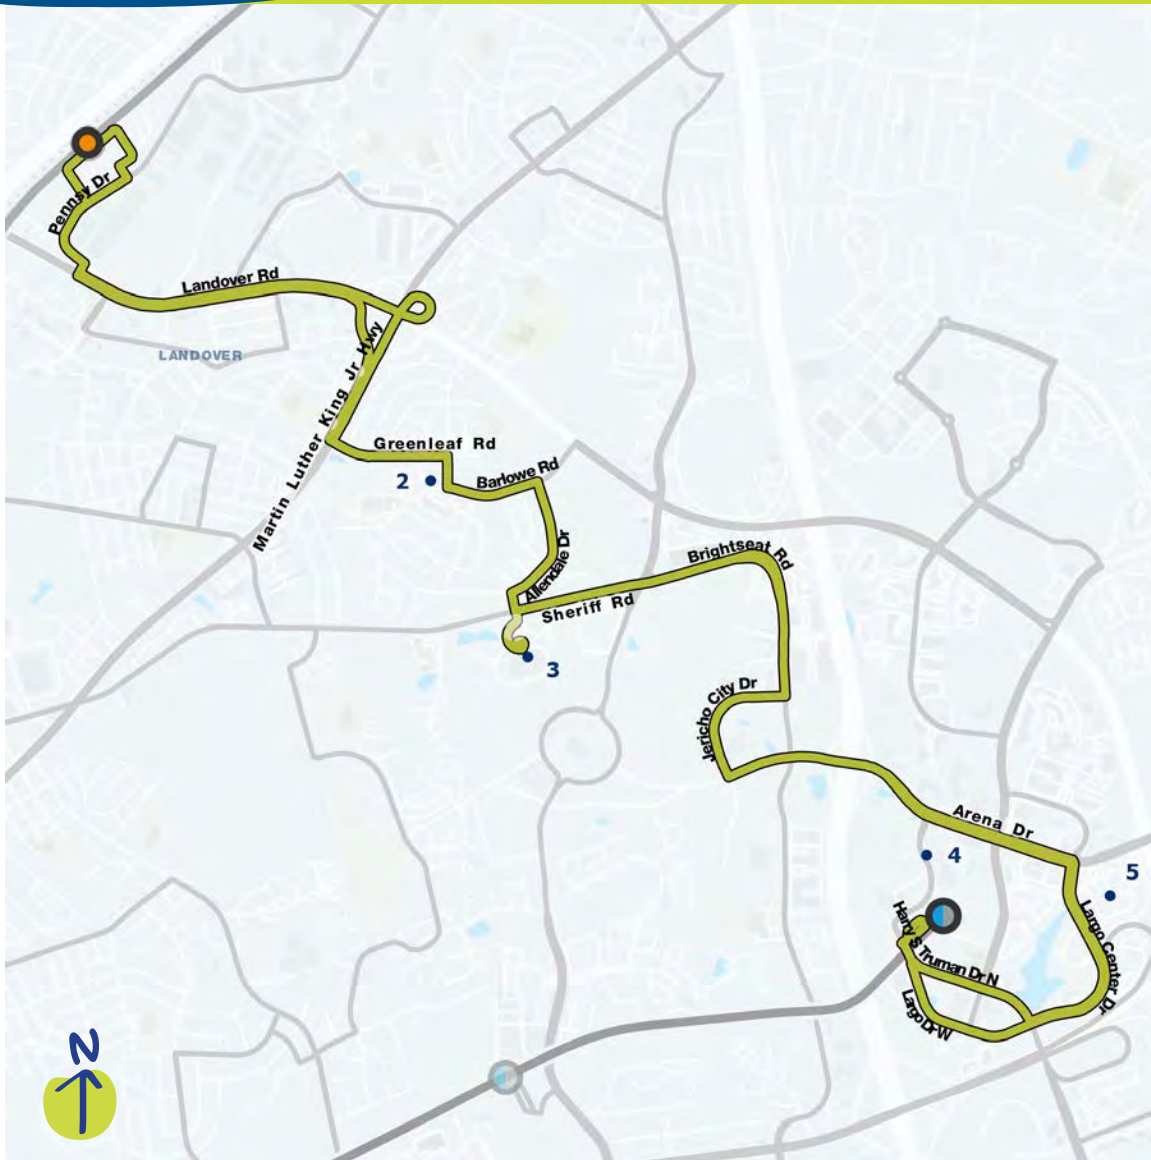 Pennsy Dr
Landover Rd
LANDOVER
Martin Luther King Jr Hwy
Greenleaf Rd
2
Barlowe Rd
Allendale Dr
Brightseat Rd
Sheriff Rd
3
Jericho City Dr
Arena Dr
4
5
Harry S Truman Dr N
Largo Center Dr
Largo Dr W
N